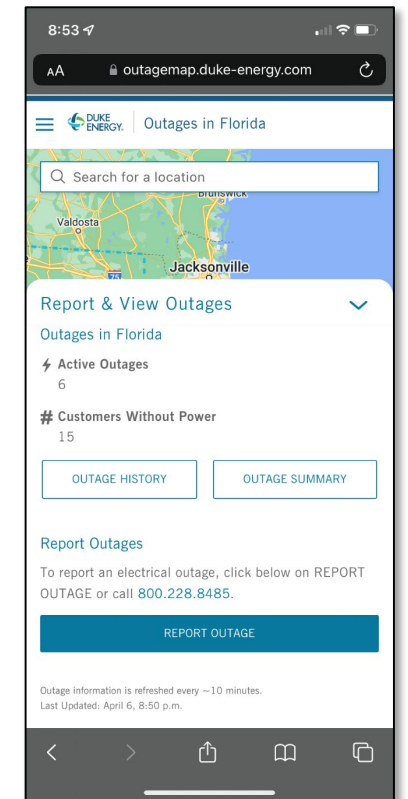 8:53
AA outagemap.duke-energy.com
DUKE ENERGY. Outages in Florida
Search for a location
Brunswick
Valdosta
Jacksonville
75
Report & View Outages
Outages in Florida
Active Outages
6
# Customers Without Power
15
OUTAGE HISTORY OUTAGE SUMMARY
Report Outages
To report an electrical outage, click below on REPORT
OUTAGE or call 800.228.8485.
REPORT OUTAGE
Outage information is refreshed every ~10 minutes.
Last Updated: April 6, 8:50 p.m.